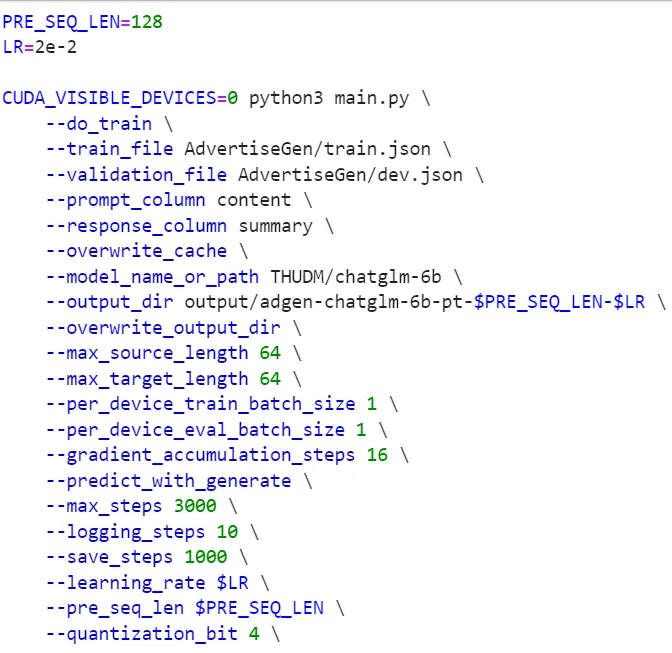 PRE_SEQ_LEN=128
LR=2e-2

CUDA_VISIBLE_DEVICES=0 python3 main.py \
    --do_train \
    --train_file AdvertiseGen/train.json \
    --validation_file AdvertiseGen/dev.json \
    --prompt_column content \
    --response_column summary \
    --overwrite_cache \
    --model_name_or_path THUDM/chatglm-6b \
    --output_dir output/adgen-chatglm-6b-pt-$PRE_SEQ_LEN-$LR \
    --overwrite_output_dir \
    --max_source_length 64 \
    --max_target_length 64 \
    --per_device_train_batch_size 1 \
    --per_device_eval_batch_size 1 \
    --gradient_accumulation_steps 16 \
    --predict_with_generate \
    --max_steps 3000 \
    --logging_steps 10 \
    --save_steps 1000 \
    --learning_rate $LR \
    --pre_seq_len $PRE_SEQ_LEN \
    --quantization_bit 4 \